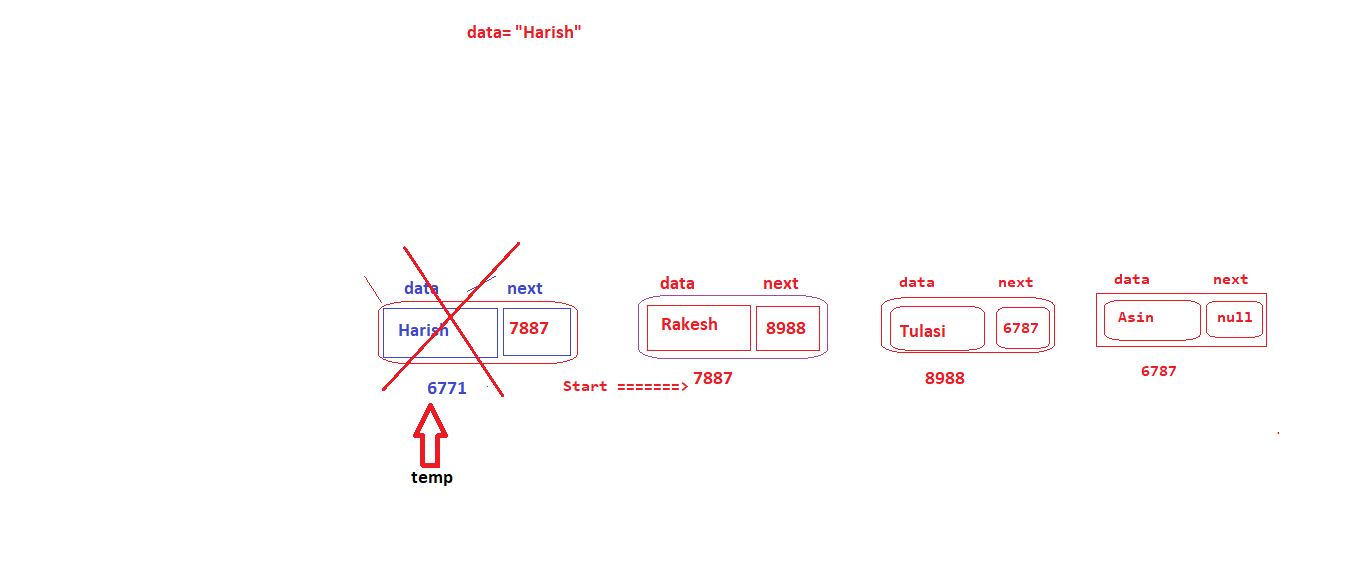 data= "Harish"
data next
Harish 7887
6771
temp
Start =======> 7887
data next
Rakesh 8988
data next
Tulasi 6787
8988
data next
Asin null
6787